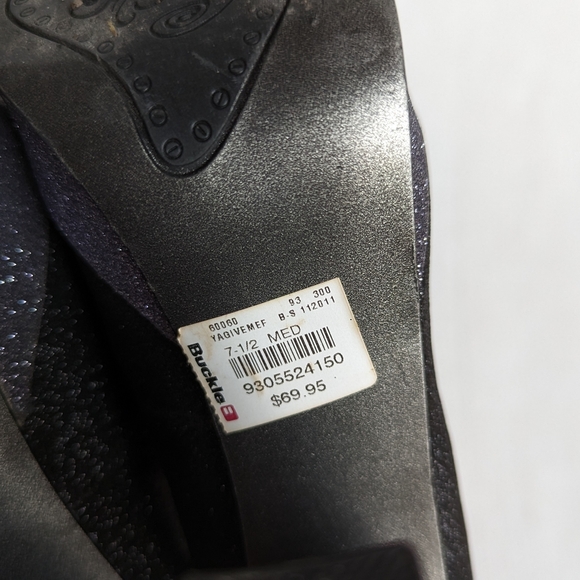 60060 93 300
YAGIVEMEF B-S 112011
7-1/2 MED
9305524150
$69.95
Buckle B